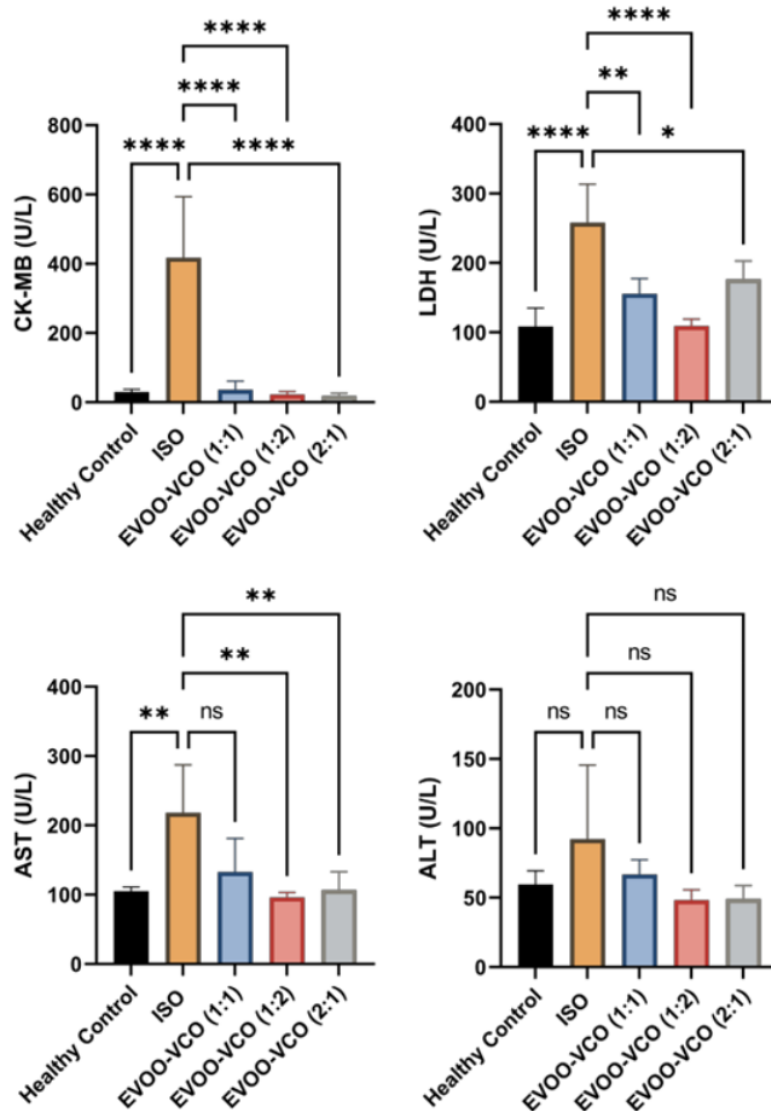 ****
****
****
****
800
600
400
200
0
CK-MB (U/L)
Healthy Control
ISO
EVOO-VCO (1:1)
EVOO-VCO (1:2)
EVOO-VCO (2:1)
****
**
****
*
400
300
200
100
0
LDH (U/L)
Healthy Control
ISO
EVOO-VCO (1:1)
EVOO-VCO (1:2)
EVOO-VCO (2:1)
**
**
**
ns
400
300
200
100
0
AST (U/L)
Healthy Control
ISO
EVOO-VCO (1:1)
EVOO-VCO (1:2)
EVOO-VCO (2:1)
ns
ns
ns
ns
200
150
100
50
0
ALT (U/L)
Healthy Control
ISO
EVOO-VCO (1:1)
EVOO-VCO (1:2)
EVOO-VCO (2:1)